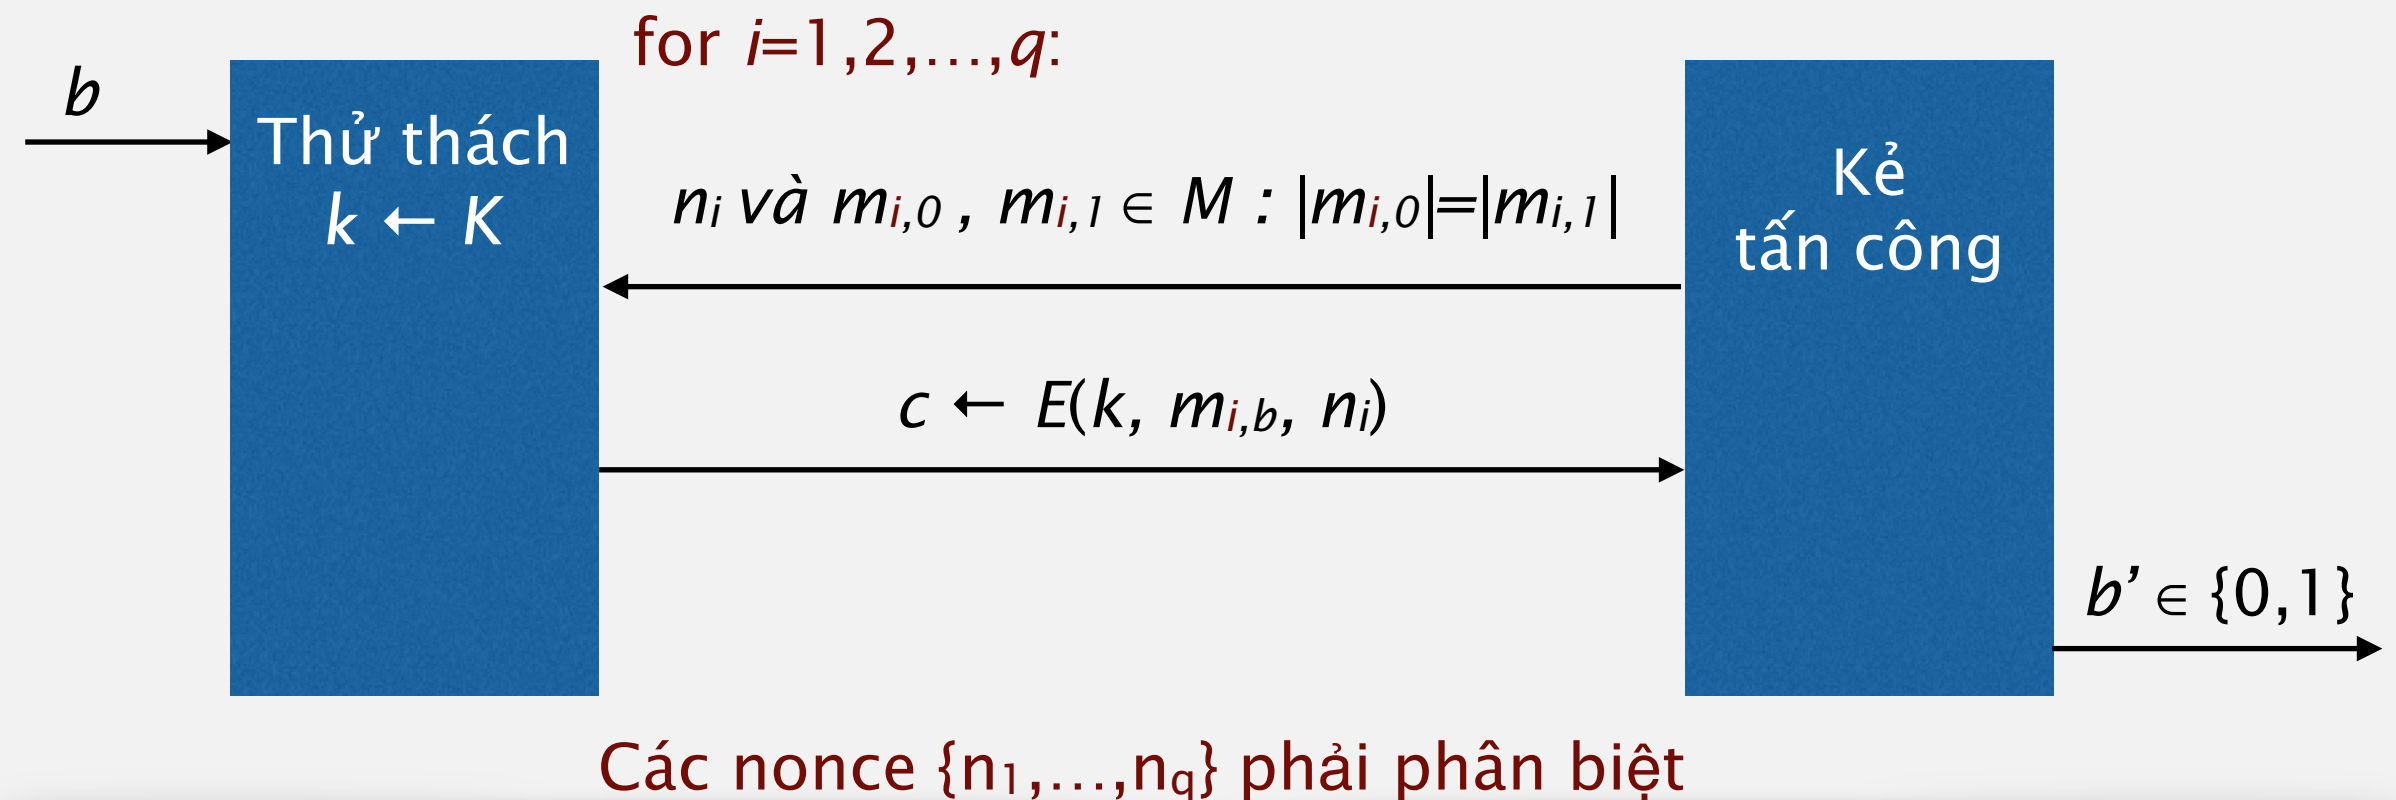 for i=1,2,…,q:
b
Thử thách
k ← K
nᵢ và mᵢ,₀ , mᵢ,₁ ∈ M : |mᵢ,₀|=|mᵢ,₁|
Kẻ
tấn công
c ← E(k, mᵢ,b, nᵢ)
b’ ∈ {0,1}
Các nonce {n₁,…,nq} phải phân biệt